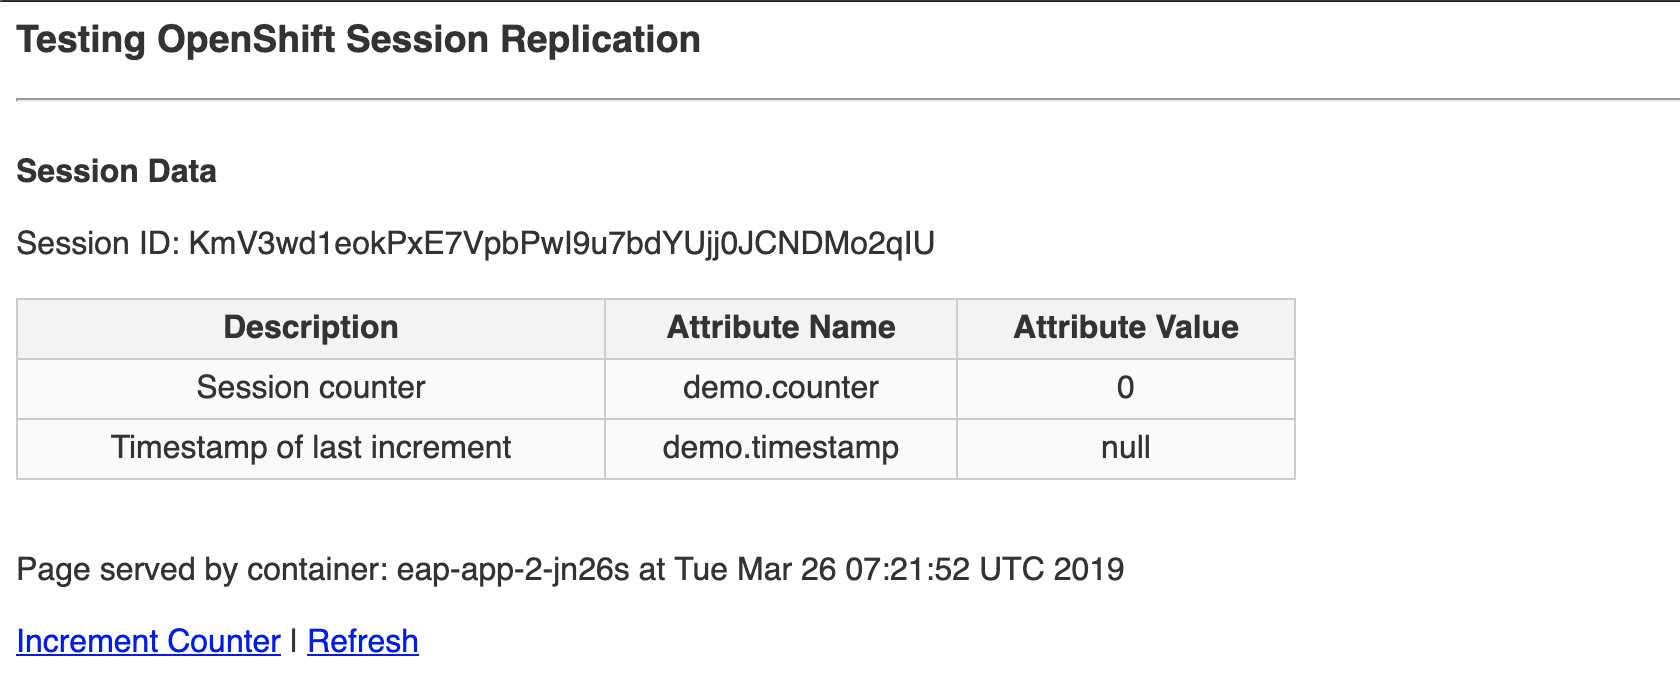 Testing OpenShift Session Replication
Session Data
Session ID: KmV3wd1eokPxE7VpbPwI9u7bdYUjj0JCNDMo2qIU
Description Attribute Name Attribute Value
Session counter demo.counter 0
Timestamp of last increment demo.timestamp null
Page served by container: eap-app-2-jn26s at Tue Mar 26 07:21:52 UTC 2019
Increment Counter | Refresh